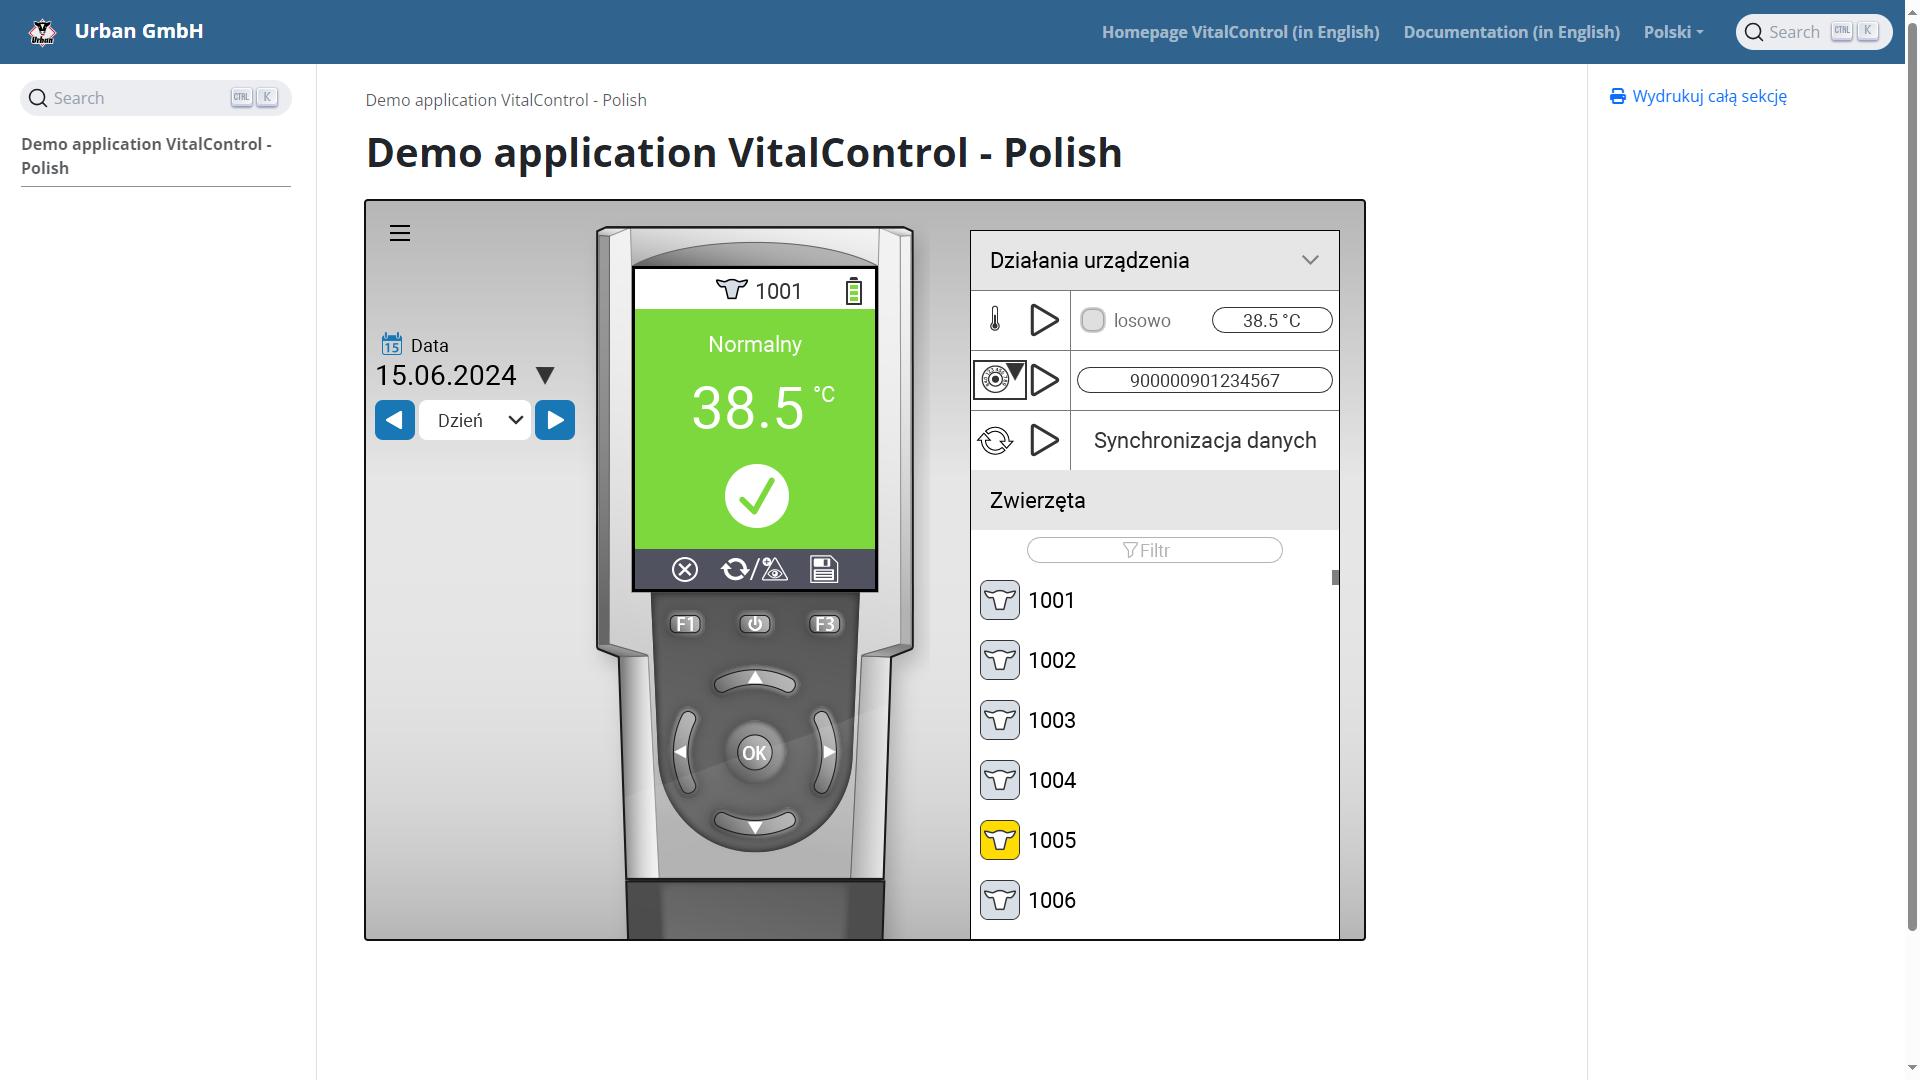 Urban GmbH
Homepage VitalControl (in English)
Documentation (in English)
Polski
Search CTRL K
Search CTRL K
Demo application VitalControl -
Polish
Demo application VitalControl - Polish
Demo application VitalControl - Polish
Wydrukuj całą sekcję
15 Data
15.06.2024
Dzień
1001
Normalny
38.5 °C
F1
F3
OK
Działania urządzenia
losowo
38.5 °C
900000901234567
Synchronizacja danych
Zwierzęta
Filtr
1001
1002
1003
1004
1005
1006